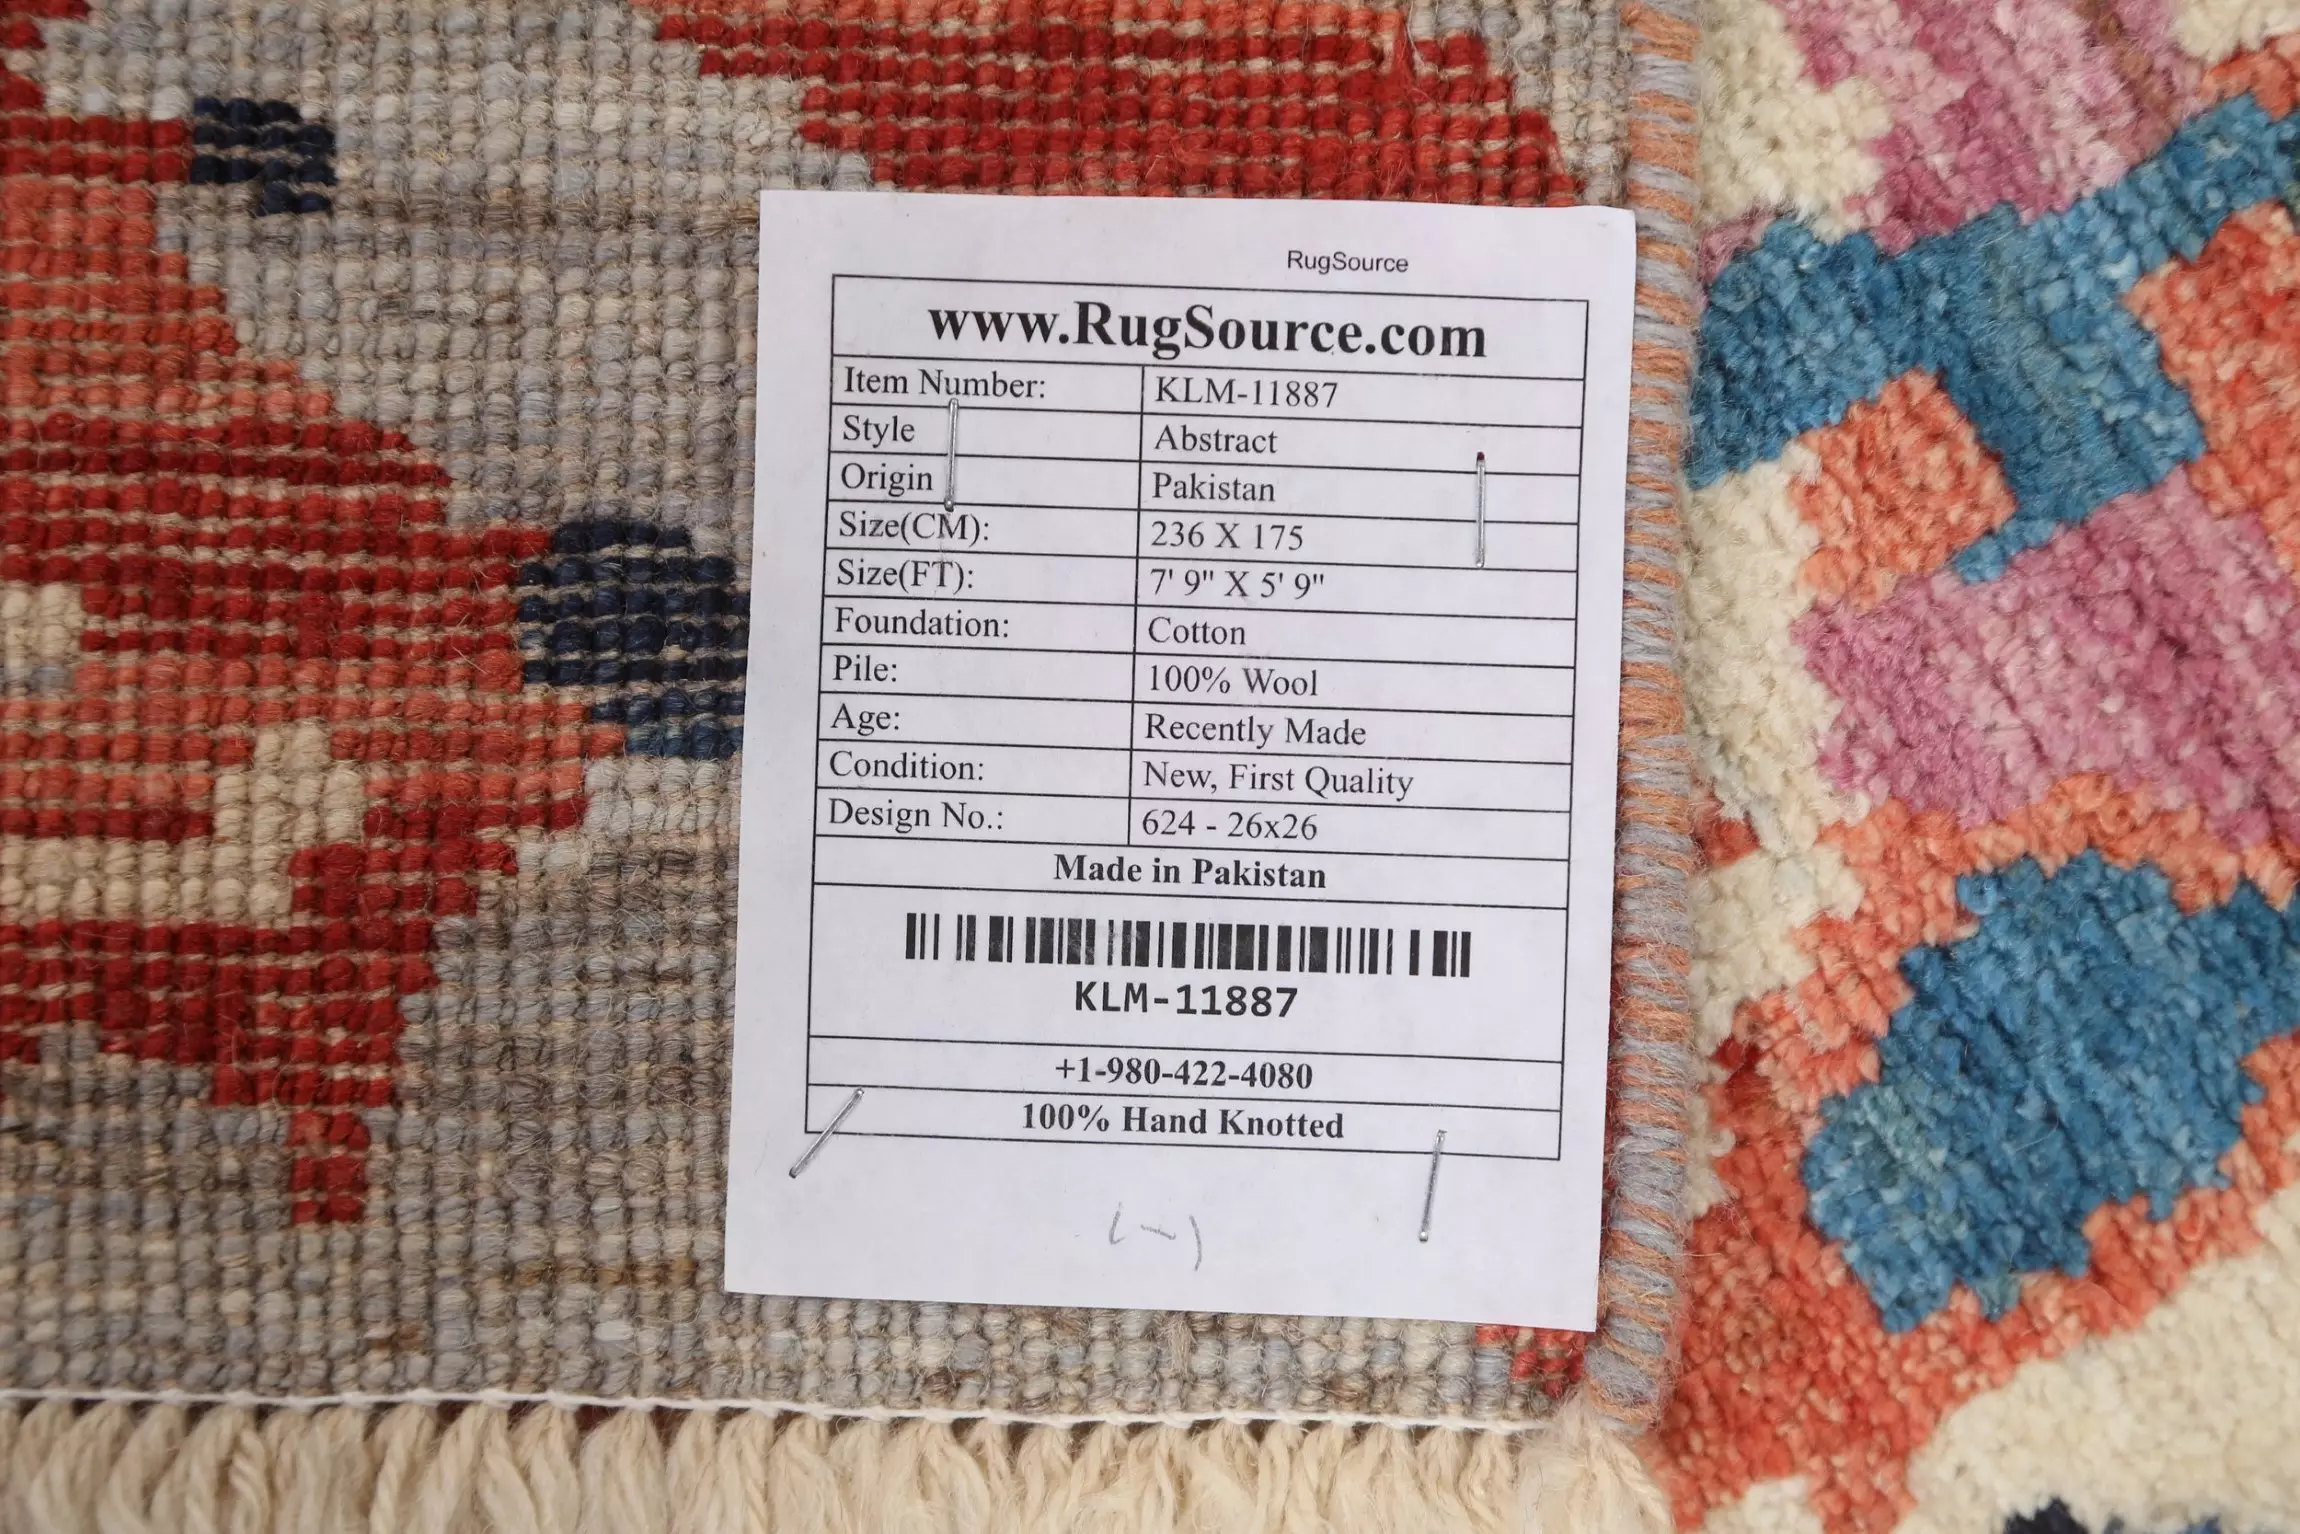 RugSource
www.RugSource.com
Item Number: KLM-11887
Style Abstract
Origin Pakistan
Size(CM): 236 X 175
Size(FT): 7' 9" X 5' 9"
Foundation: Cotton
Pile: 100% Wool
Age: Recently Made
Condition: New, First Quality
Design No.: 624 - 26x26
Made in Pakistan
KLM-11887
+1-980-422-4080
100% Hand Knotted